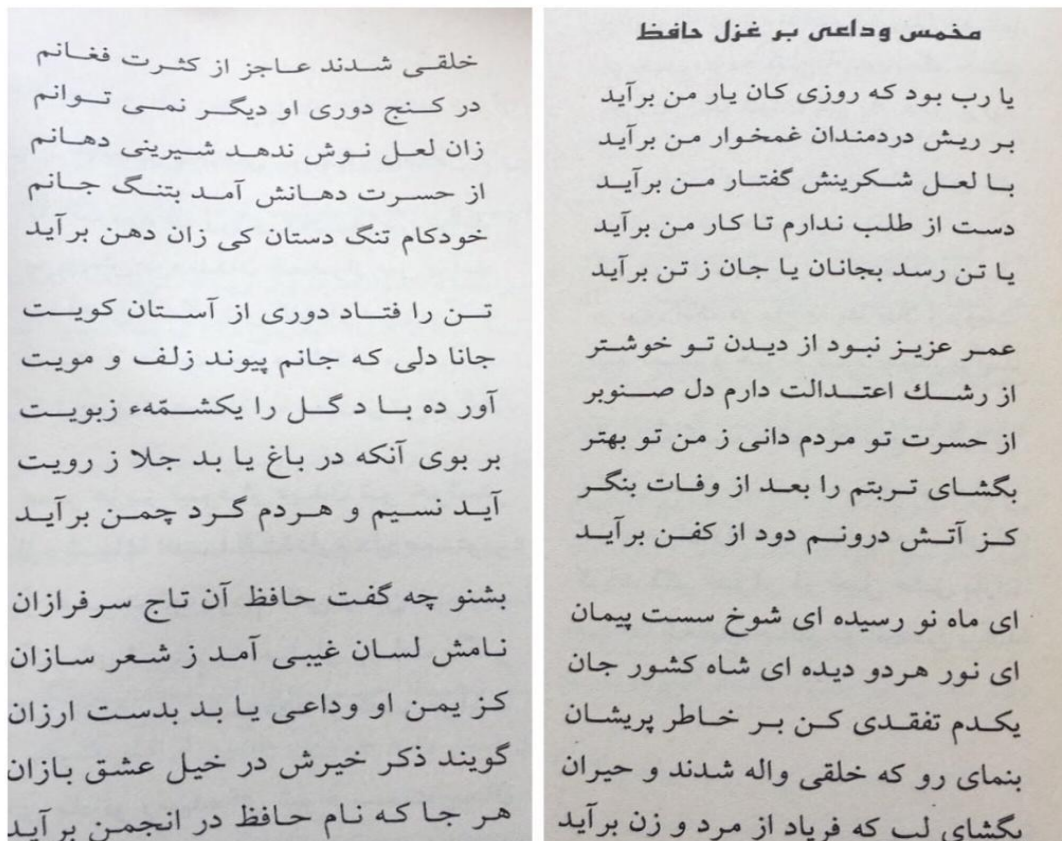 مخمس وداعی بر غزل حافظ
یا رب بود که روزی کان یار من برآید
بر ریش دردمندان غمخوار من برآید
با لعل شکرینش گفتار من برآید
دست از طلب ندارم تا کار من برآید
یا تن رسد بجانان یا جان ز تن برآید
عمر عزیز نبود از دیدن تو خوشتر
از رشك اعتدالت دارم دل صنوبر
از حسرت تو مردم دانی ز من تو بهتر
بگشای تربتم را بعد از وفات بنگر
کز آتش درونم دود از کفن برآید
ای ماه نو رسیده ای شوخ سست پیمان
ای نور هردو دیده ای شاه کشور جان
یکدم تفقدی کن بر خاطر پریشان
بنمای رو که خلقی واله شدند و حیران
بگشای لب که فریاد از مرد و زن برآید
خلقی شدند عاجز از کثرت فغانم
در کنج دوری او دیگر نمی توانم
زان لعل نوش ندهد شیرینی دهانم
از حسرت دهانش آمد بتنگ جانم
خودکام تنگ دستان کی زان دهن برآید
تن را فتاد دوری از آستان کویت
جانا دلی که جانم پیوند زلف و مویت
آور ده با د گل را یکشمّهء زبویت
بر بوی آنکه در باغ یا بد جلا ز رویت
آید نسیم و هردم گرد چمن برآید
بشنو چه گفت حافظ آن تاج سرفرازان
نامش لسان غیبی آمد ز شعر سازان
کز یمن او وداعی یا بد بدست ارزان
گویند ذکر خیرش در خیل عشق بازان
هر جا که نام حافظ در انجمن برآید